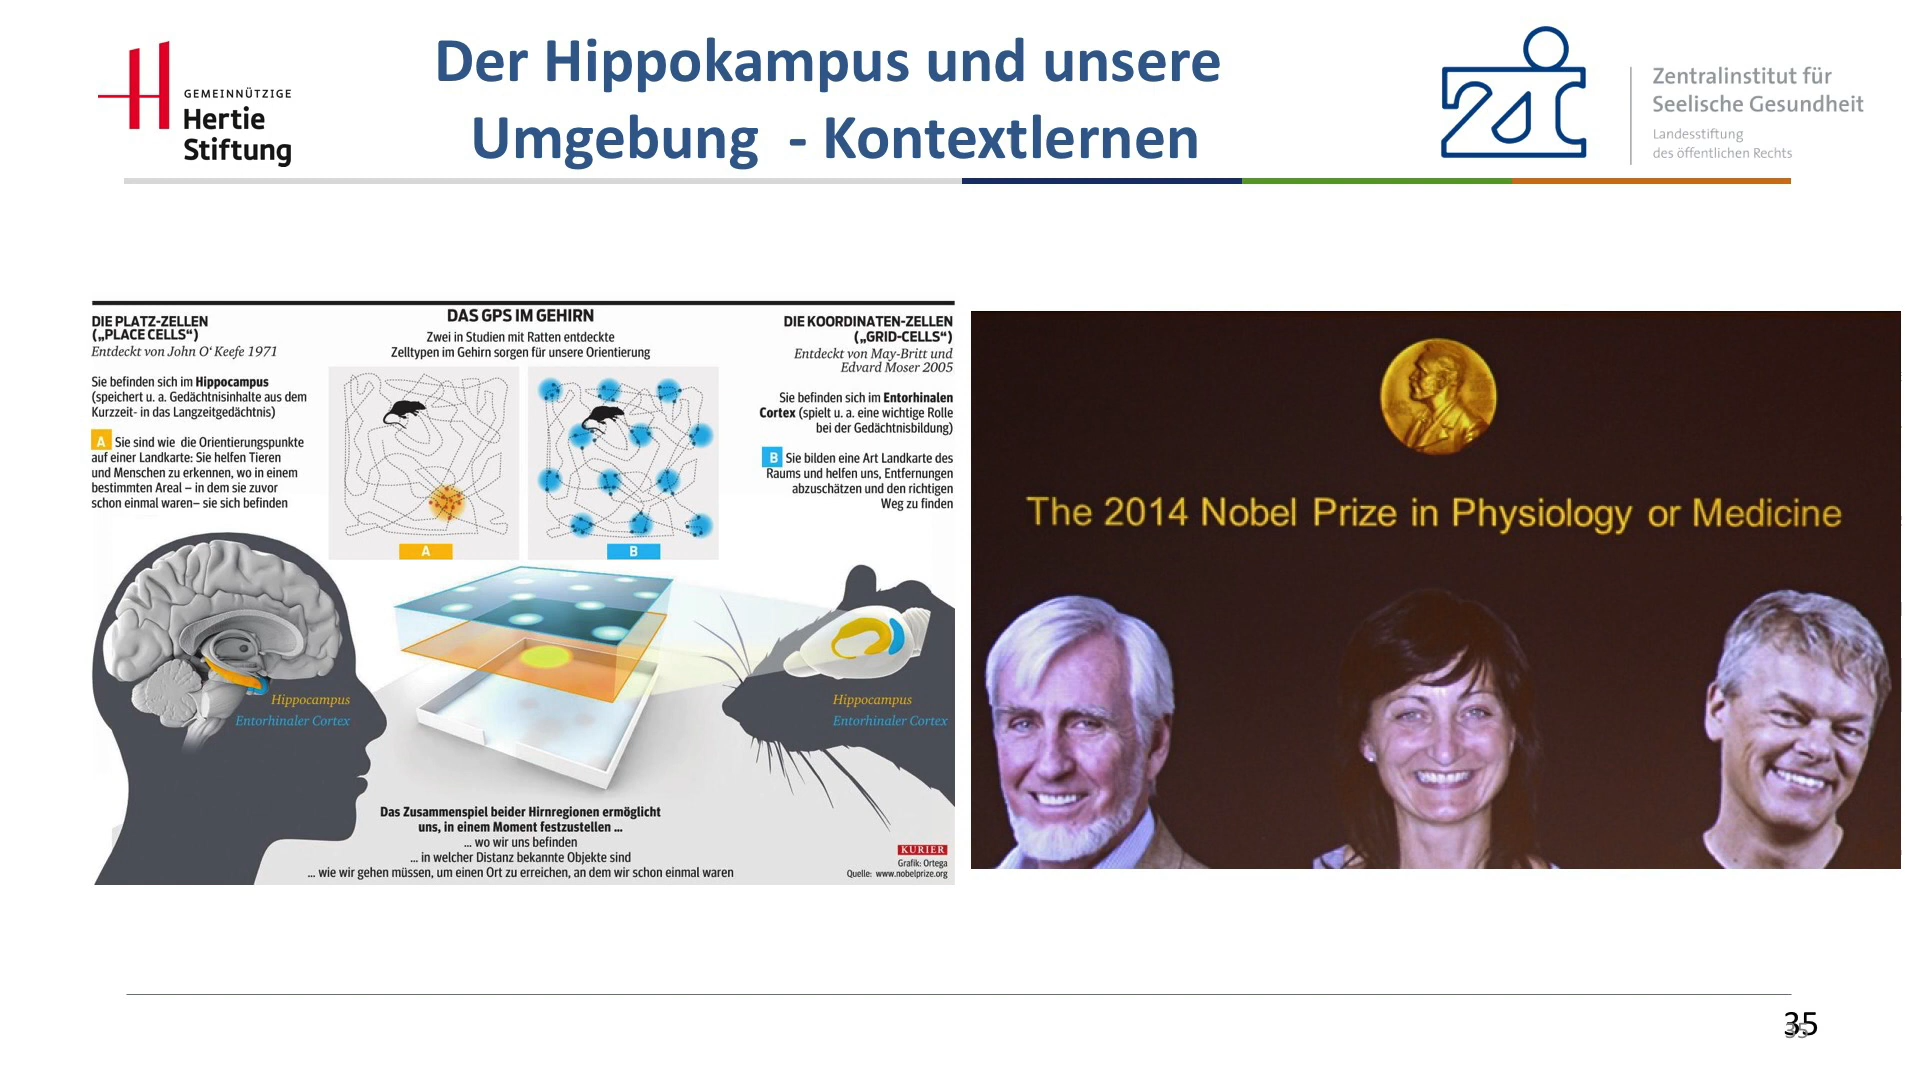 GEMEINNÜTZIGE
Hertie
Stiftung
Der Hippokampus und unsere
Umgebung - Kontextlernen
Zentralinstitut für
Seelische Gesundheit
Landesstiftung
des öffentlichen Rechts
DIE PLATZ-ZELLEN
(„PLACE CELLS“)
Entdeckt von John O‘ Keefe 1971
Sie befinden sich im Hippocampus
(speichert u. a. Gedächtnisinhalte aus dem
Kurzzeit- in das Langzeitgedächtnis)
A Sie sind wie die Orientierungspunkte
auf einer Landkarte: Sie helfen Tieren
und Menschen zu erkennen, wo in einem
bestimmten Areal – in dem sie zuvor
schon einmal waren– sie sich befinden
DAS GPS IM GEHIRN
Zwei in Studien mit Ratten entdeckte
Zelltypen im Gehirn sorgen für unsere Orientierung
A
B
DIE KOORDINATEN-ZELLEN
(„GRID-CELLS“)
Entdeckt von May-Britt und
Edvard Moser 2005
Sie befinden sich im Entorhinalen
Cortex (spielt u. a. eine wichtige Rolle
bei der Gedächtnisbildung)
B Sie bilden eine Art Landkarte des
Raums und helfen uns, Entfernungen
abzuschätzen und den richtigen
Weg zu finden
Hippocampus
Entorhinaler Cortex
Hippocampus
Entorhinaler Cortex
Das Zusammenspiel beider Hirnregionen ermöglicht
uns, in einem Moment festzustellen ...
... wo wir uns befinden
... in welcher Distanz bekannte Objekte sind
... wie wir gehen müssen, um einen Ort zu erreichen, an dem wir schon einmal waren
KURIER
Grafik: Ortega
Quelle: www.nobelprize.org
The 2014 Nobel Prize in Physiology or Medicine
35
35